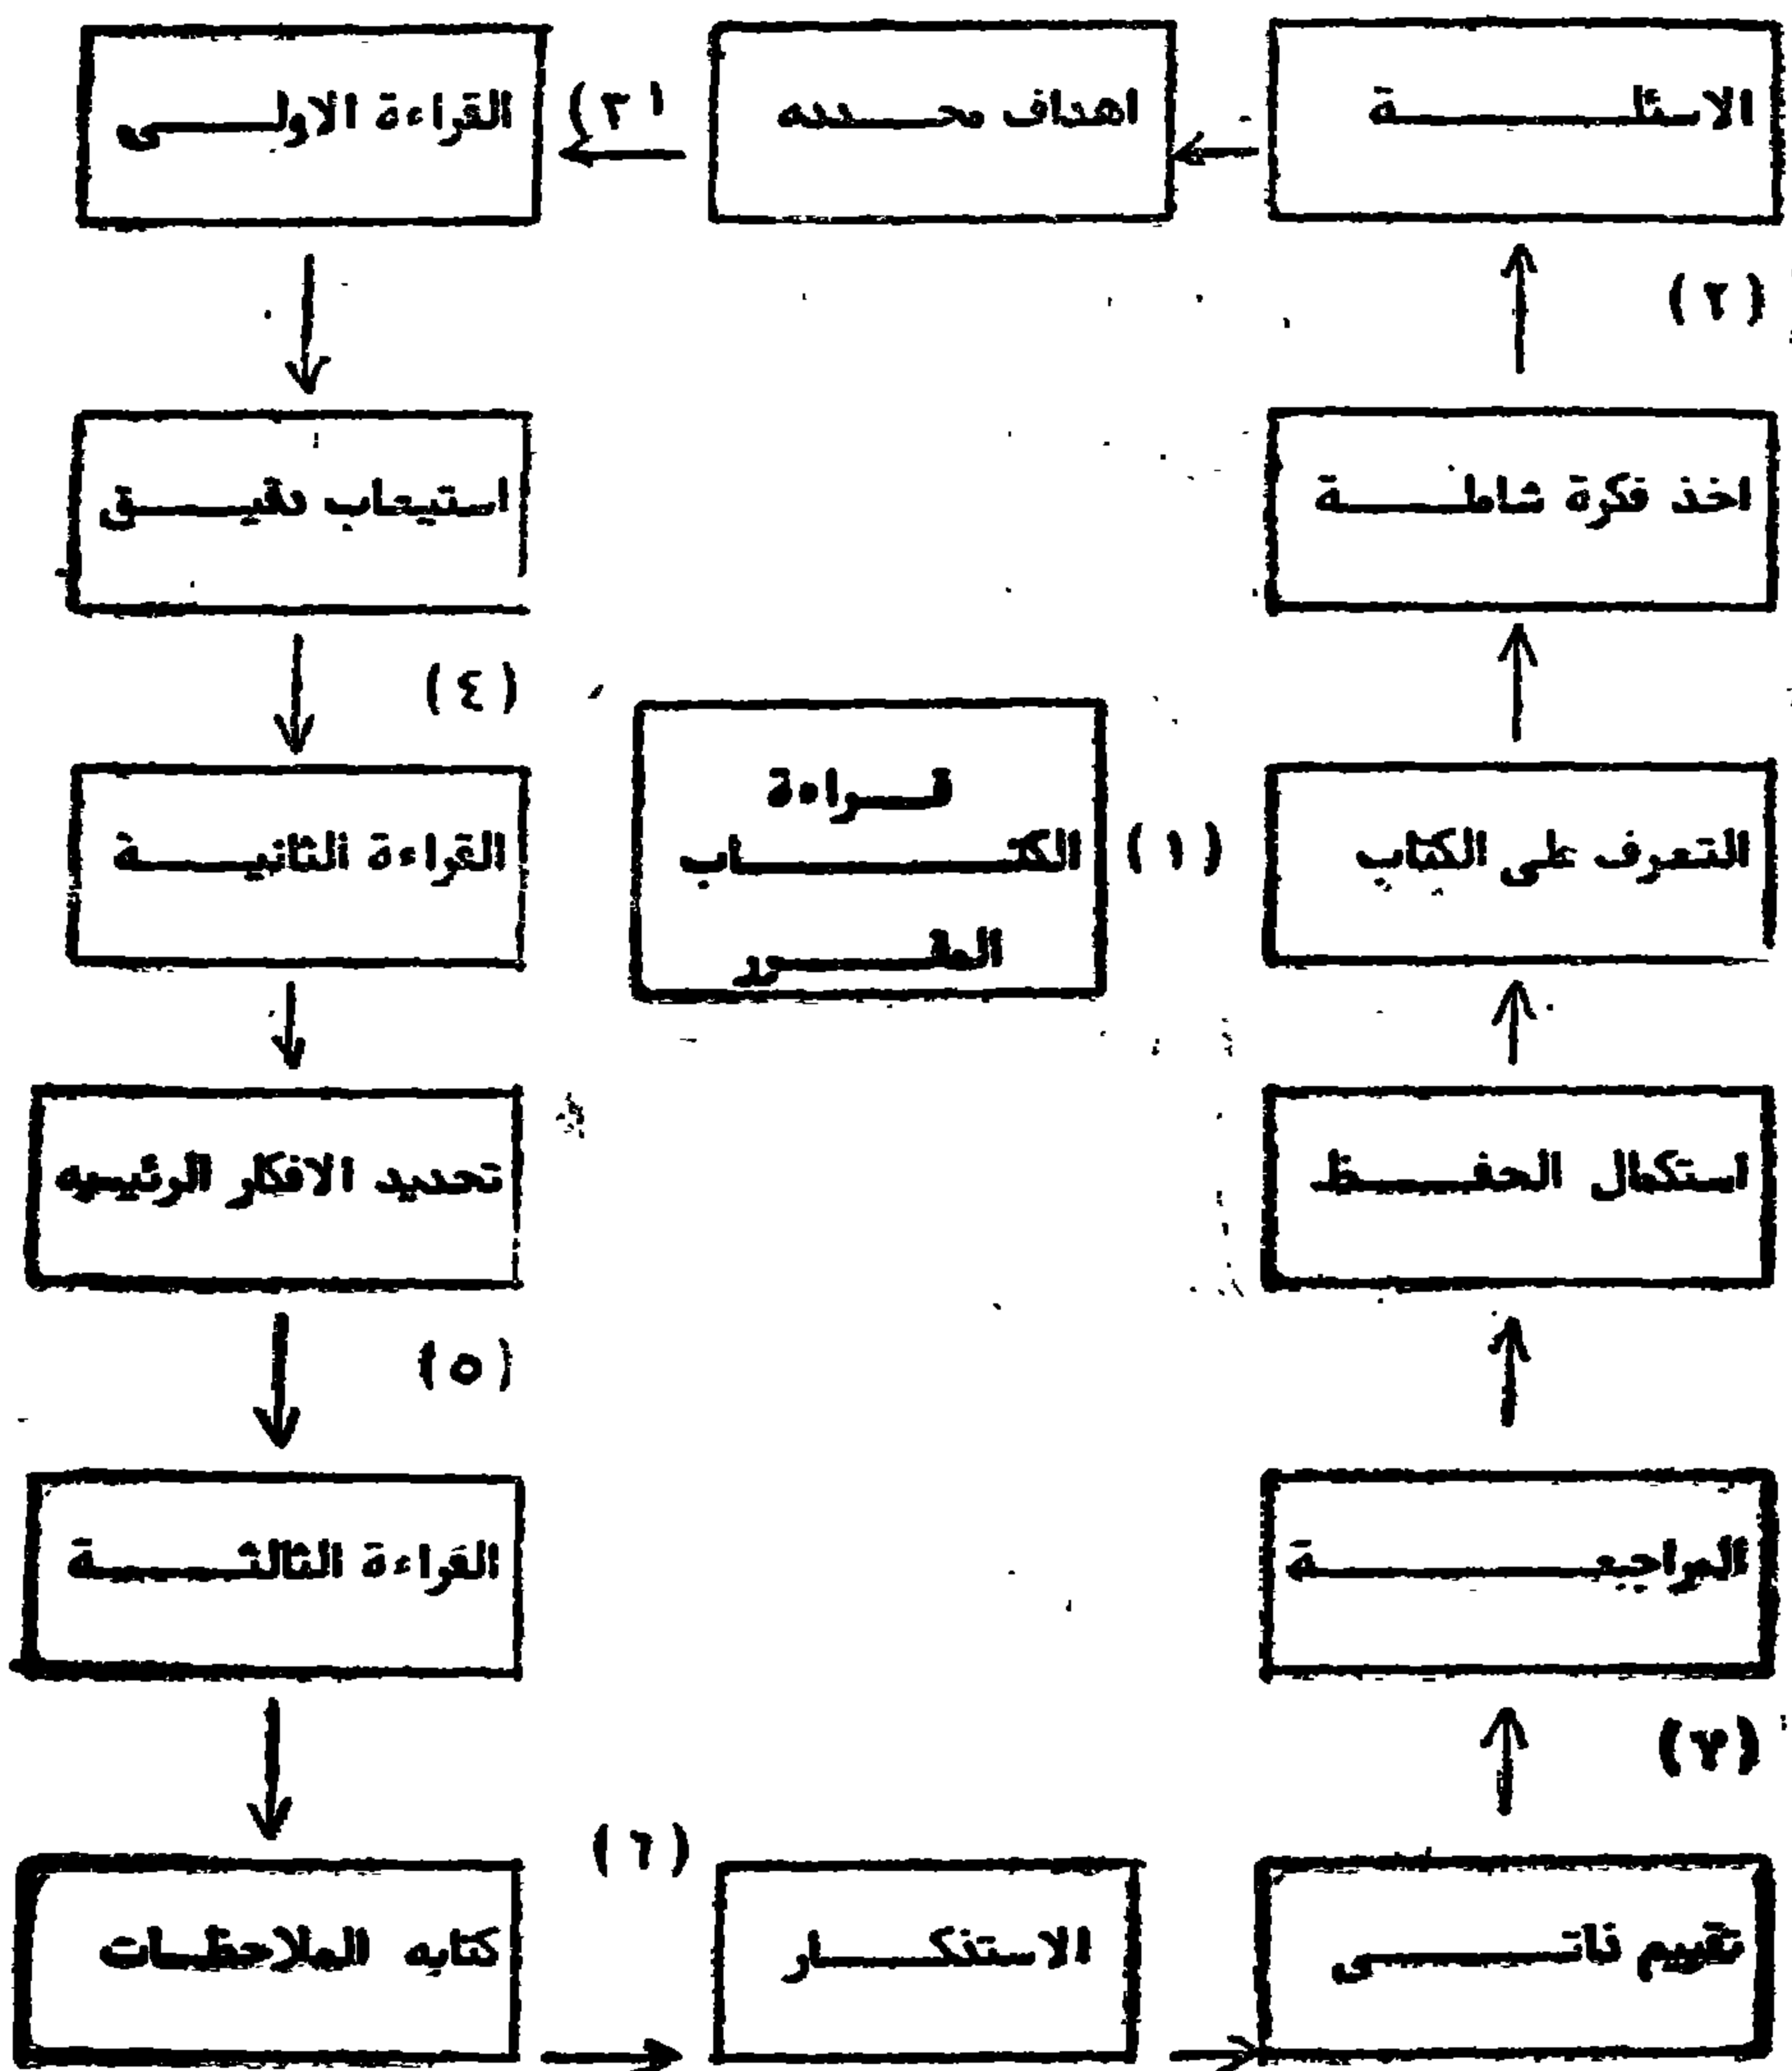 الاسئلة
اهداف محدده
(٣)
القراءة الاولى
(٢)
اخذ فكرة شاملة
استيعاب دقيق
(٤)
التعرف على الكتاب
(١)
قراءة
الكتاب
المقرر
القراءة الثانية
استكمال الحفظ
تحديد الافكار الرئيسيه
(٥)
المراجعة
القراءة الثالثة
(٧)
(٦)
تقييم ذاتى
الاستذكار
كتابه الملاحظات